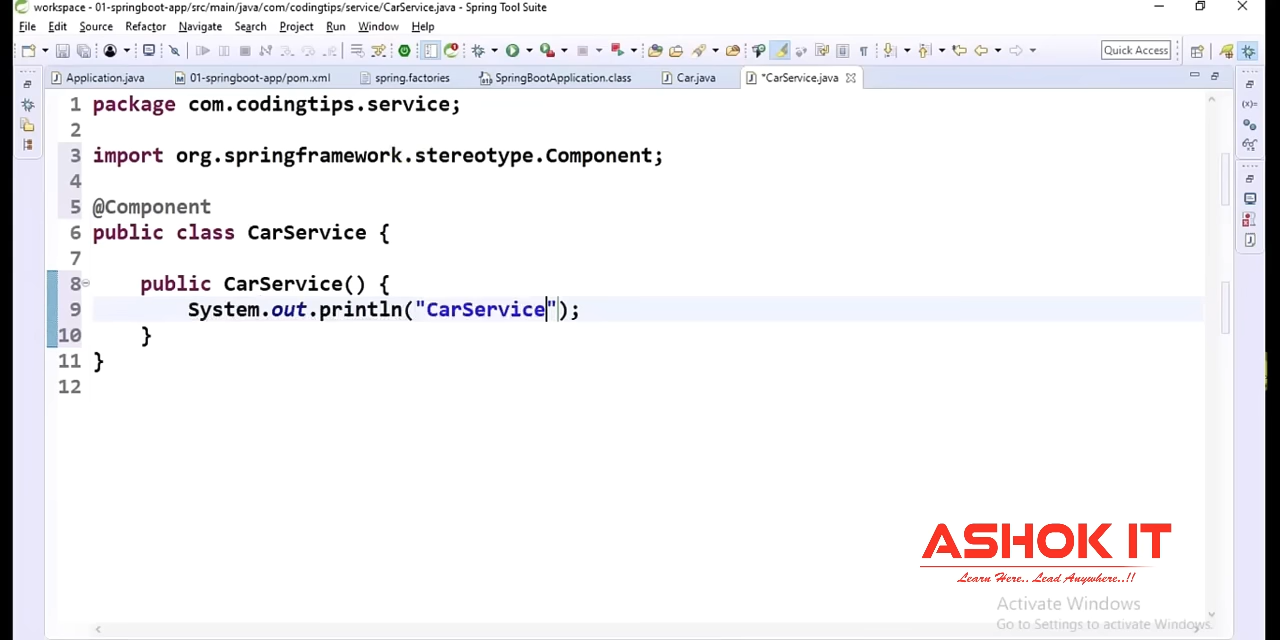 workspace - 01-springboot-app/src/main/java/com/codingtips/service/CarService.java - Spring Tool Suite
File Edit Source Refactor Navigate Search Project Run Window Help
Quick Access
Application.java 01-springboot-app/pom.xml spring.factories SpringBootApplication.class Car.java *CarService.java
1 package com.codingtips.service;
2
3 import org.springframework.stereotype.Component;
4
5 @Component
6 public class CarService {
7
8 public CarService() {
9 System.out.println("CarService");
10 }
11 }
12
ASHOK IT
Learn Here.. Lead Anywhere..!!
Activate Windows
Go to Settings to activate Windows.